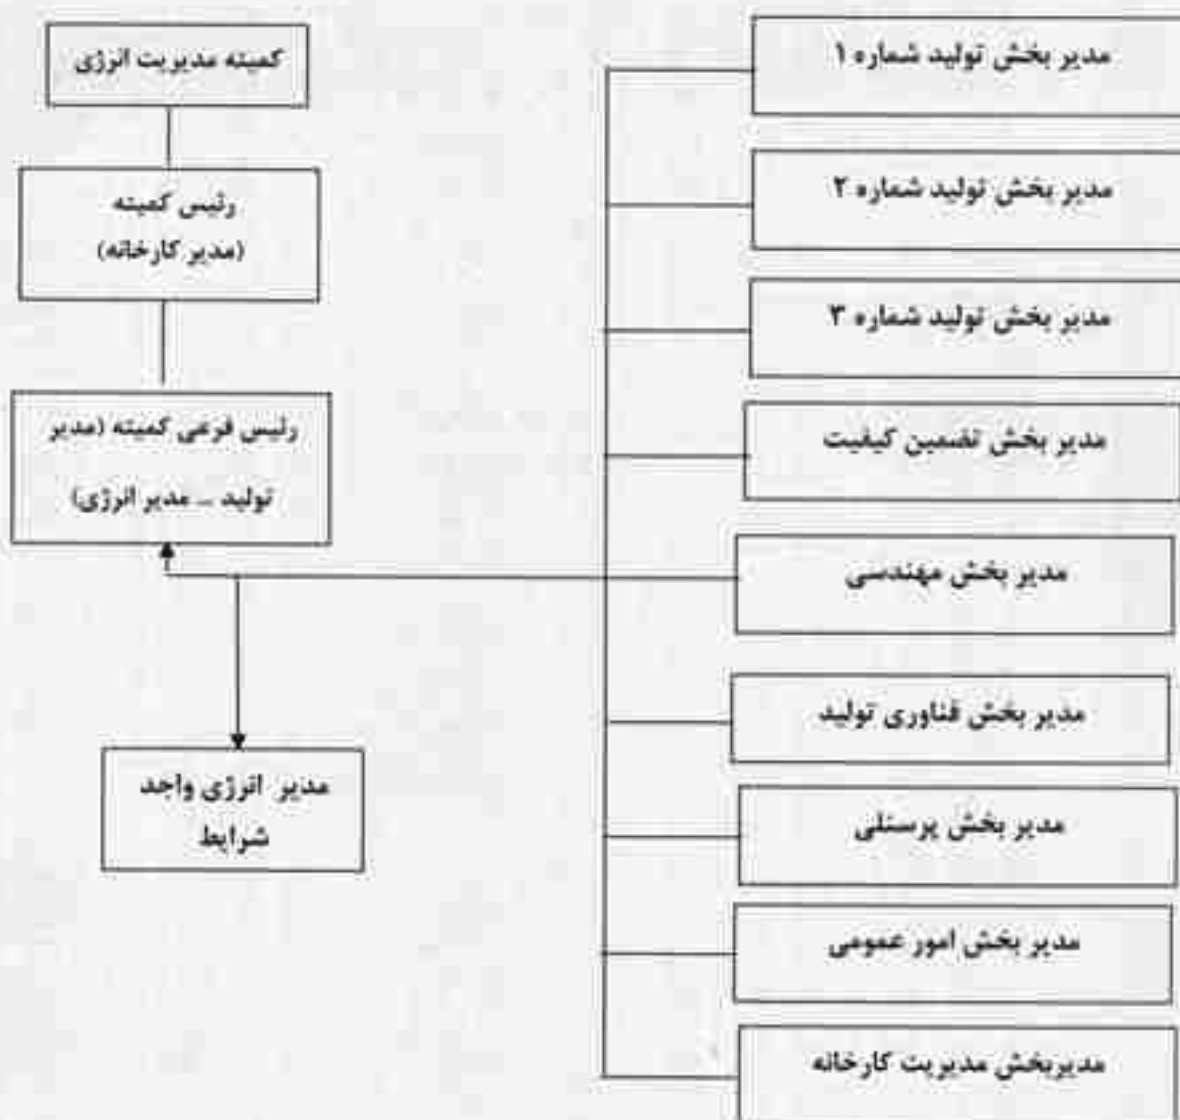 کمیته مدیریت انرژی
رئیس کمیته
(مدیر کارخانه)
رئیس فرعی کمیته (مدیر
تولید – مدیر انرژی)
مدیر انرژی واجد
شرایط
مدیر بخش تولید شماره ۱
مدیر بخش تولید شماره ۲
مدیر بخش تولید شماره ۳
مدیر بخش تضمین کیفیت
مدیر بخش مهندسی
مدیر بخش فناوری تولید
مدیر بخش پرسنلی
مدیر بخش امور عمومی
مدیربخش مدیریت کارخانه